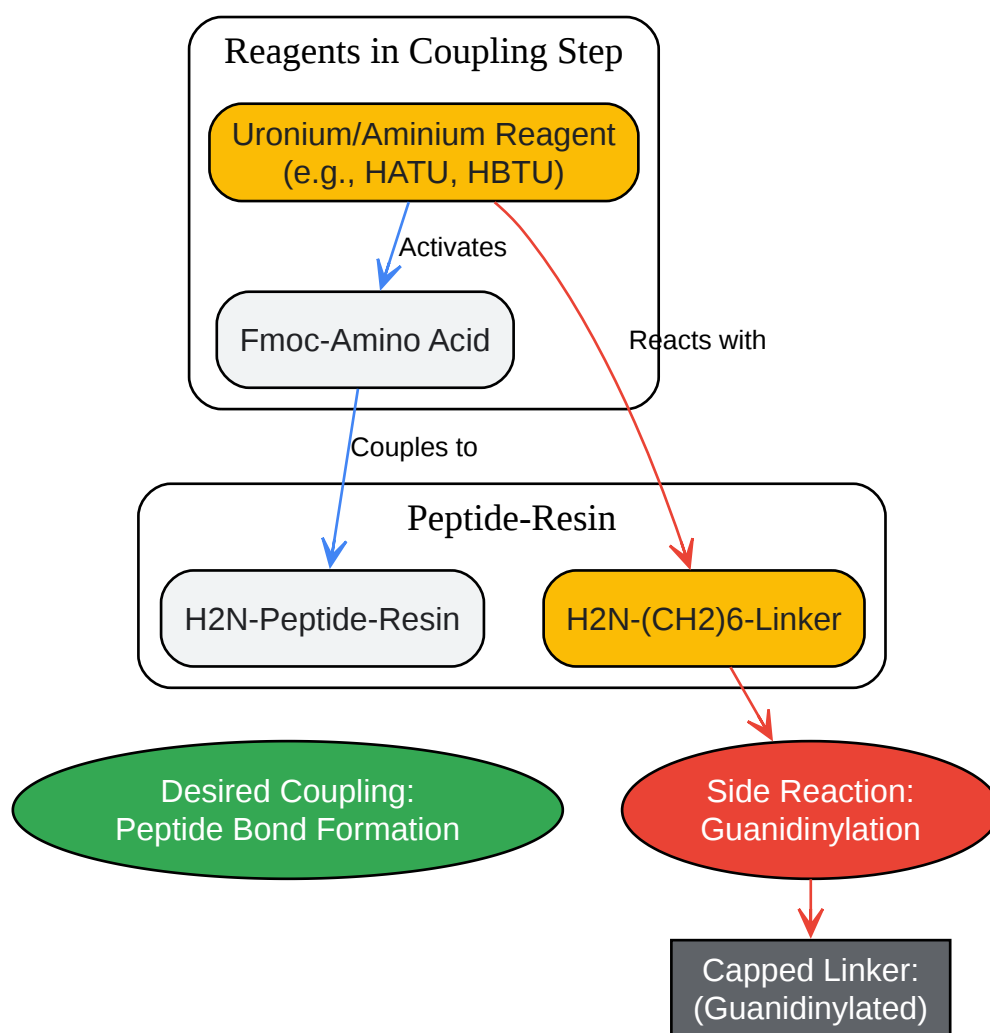 Reagents in Coupling Step
Uronium/Aminium Reagent
(e.g., HATU, HBTU)
Activates
Fmoc-Amino Acid
Reacts with
Couples to
Peptide-Resin
H2N-Peptide-Resin
H2N-(CH2)6-Linker
Desired Coupling:
Peptide Bond Formation
Side Reaction:
Guanidinylation
Capped Linker:
(Guanidinylated)